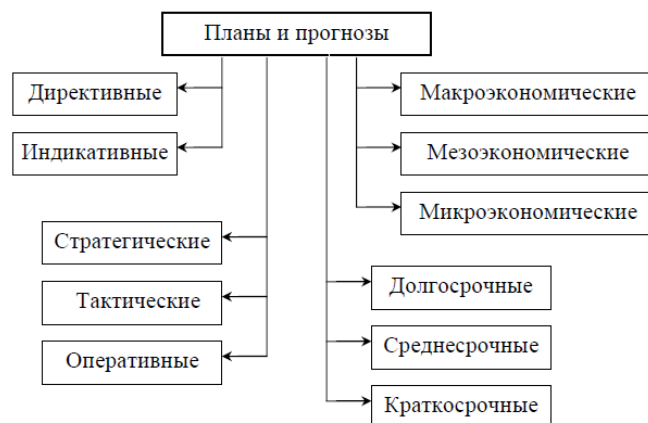 Планы и прогнозы
Директивные
Индикативные
Стратегические
Тактические
Оперативные
Макроэкономические
Мезоэкономические
Микроэкономические
Долгосрочные
Среднесрочные
Краткосрочные